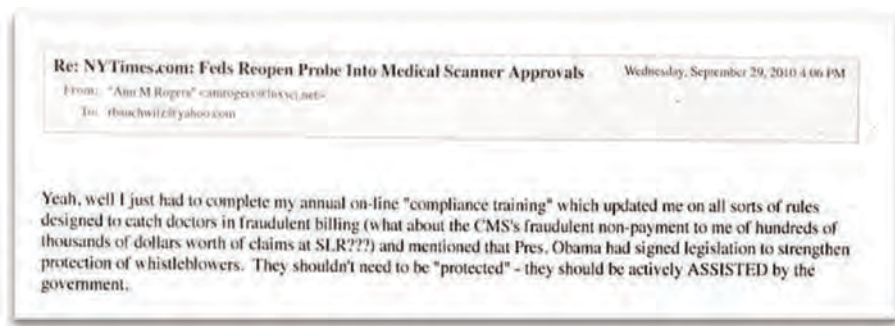 Re: NYTimes.com: Feds Reopen Probe Into Medical Scanner Approvals Wednesday, September 29, 2010 4:06 PM
From: "Ann M Rogers"
To:
Yeah, well I just had to complete my annual on-line "compliance training" which updated me on all sorts of rules
designed to catch doctors in fraudulent billing (what about the CMS's fraudulent non-payment to me of hundreds of
thousands of dollars worth of claims at SLR???) and mentioned that Pres. Obama had signed legislation to strengthen
protection of whistleblowers. They shouldn't need to be "protected" - they should be actively ASSISTED by the
government.